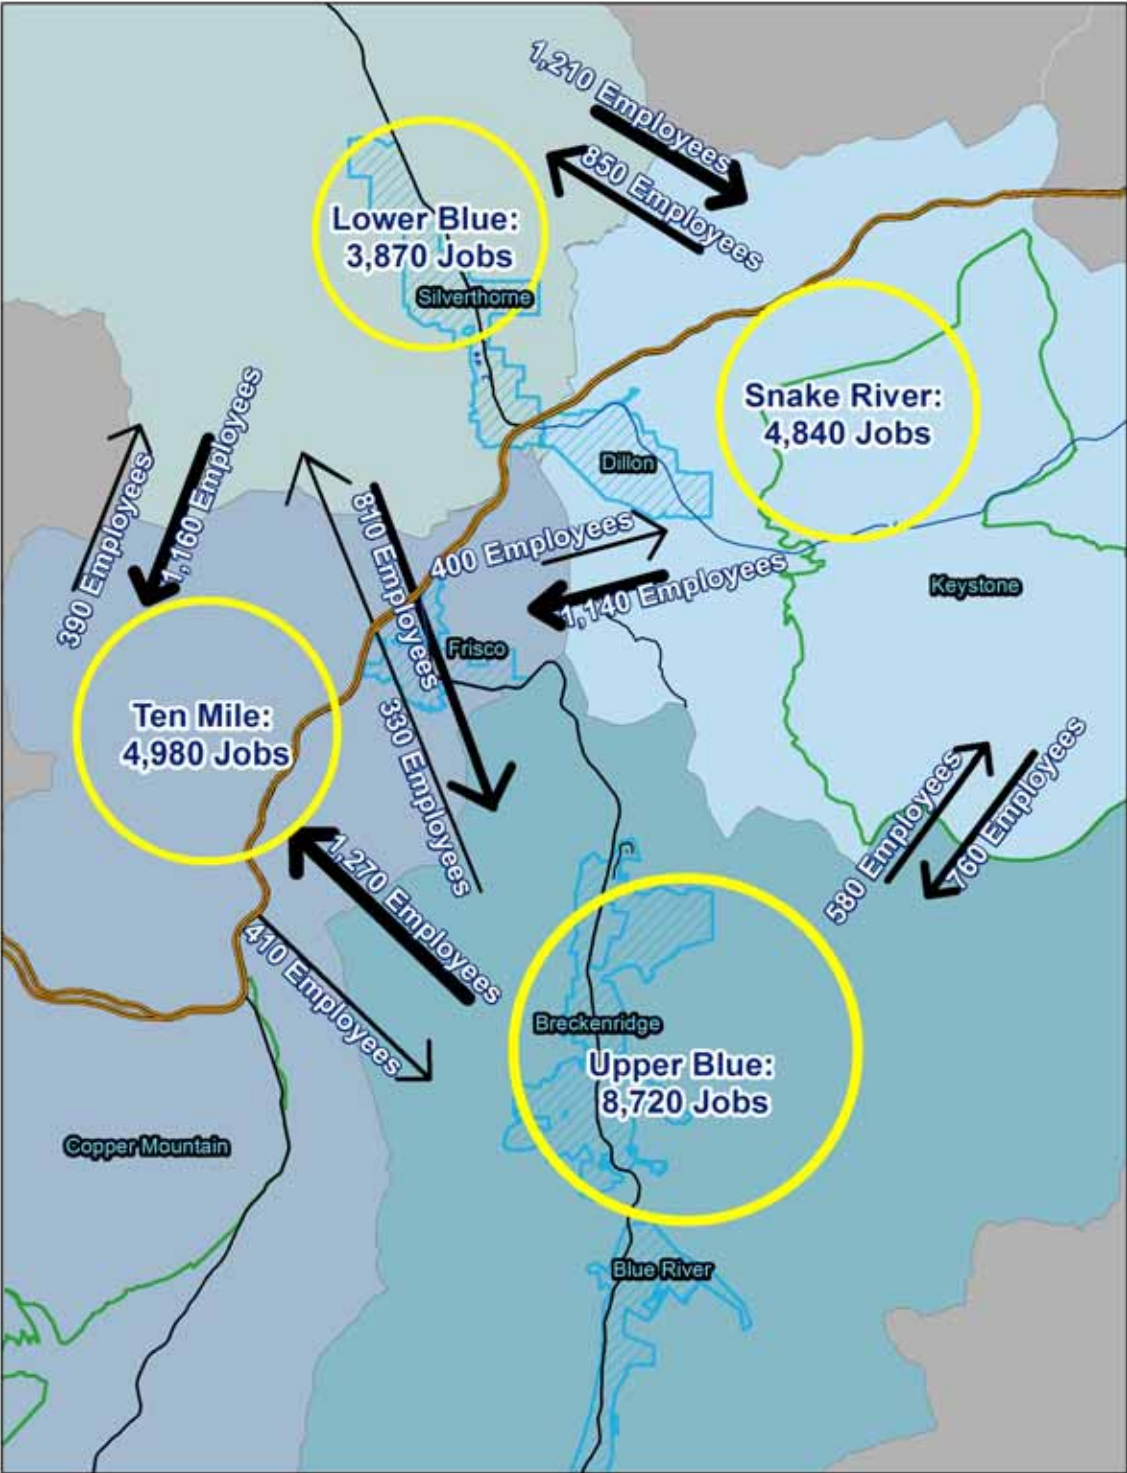 1,210 Employees
850 Employees
Lower Blue:
3,870 Jobs
Silverthorne
Snake River:
4,840 Jobs
Dillon
390 Employees
1,160 Employees
810 Employees
400 Employees
1,140 Employees
Keystone
Frisco
330 Employees
Ten Mile:
4,980 Jobs
580 Employees
760 Employees
1,270 Employees
410 Employees
Breckenridge
Upper Blue:
8,720 Jobs
Copper Mountain
Blue River